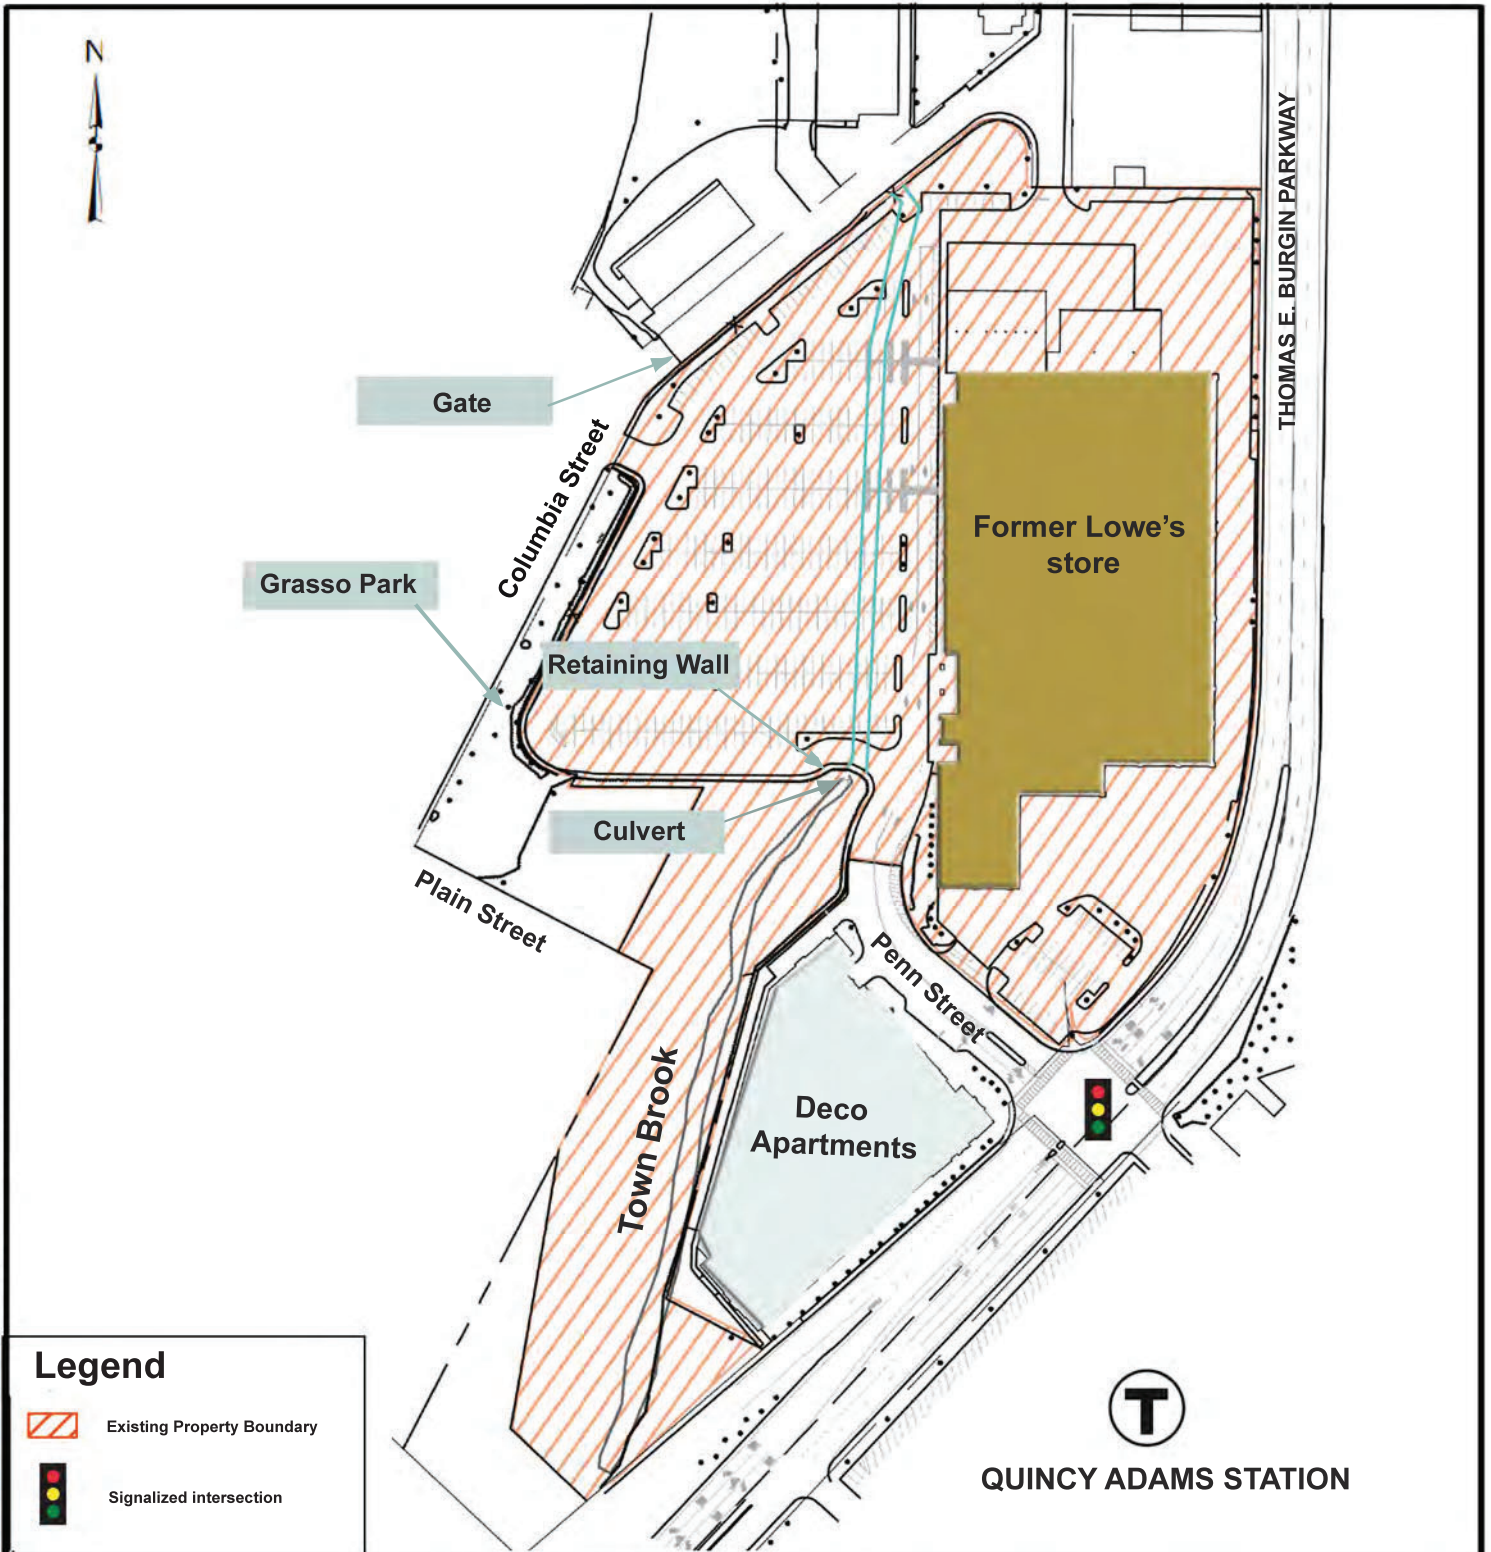 N
THOMAS E. BURGIN PARKWAY
Gate
Columbia Street
Former Lowe's
store
Grasso Park
Retaining Wall
Culvert
Plain Street
Penn Street
Town Brook
Deco
Apartments
Legend
Existing Property Boundary
Signalized intersection
T
QUINCY ADAMS STATION